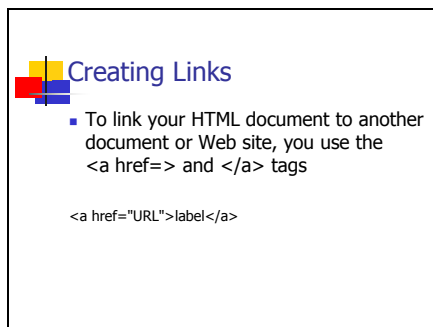 Creating Links
To link your HTML document to another
document or Web site, you use the
<a href=> and </a> tags
<a href="URL">label</a>